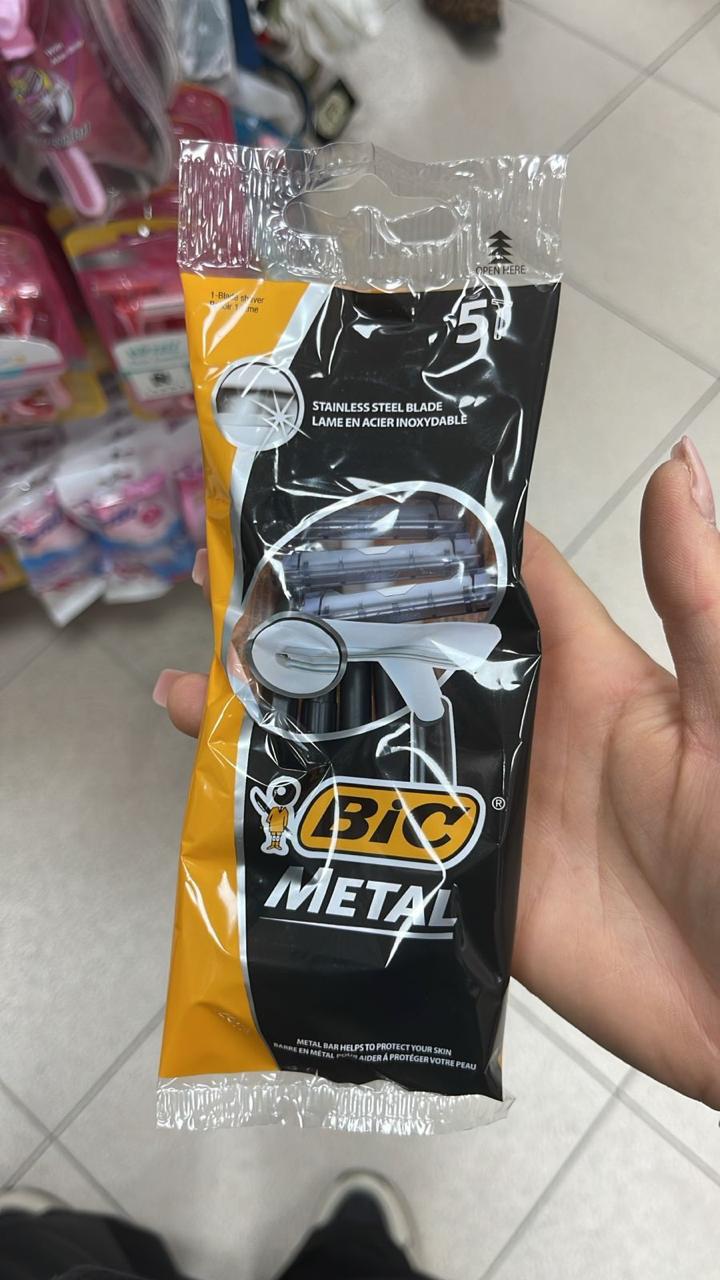 OPEN HERE
1-Blade shaver
5
STAINLESS STEEL BLADE
LAME EN ACIER INOXYDABLE
BiC ®
METAL
METAL BAR HELPS TO PROTECT YOUR SKIN
BARRE EN MÉTAL POUR AIDER À PROTÉGER VOTRE PEAU